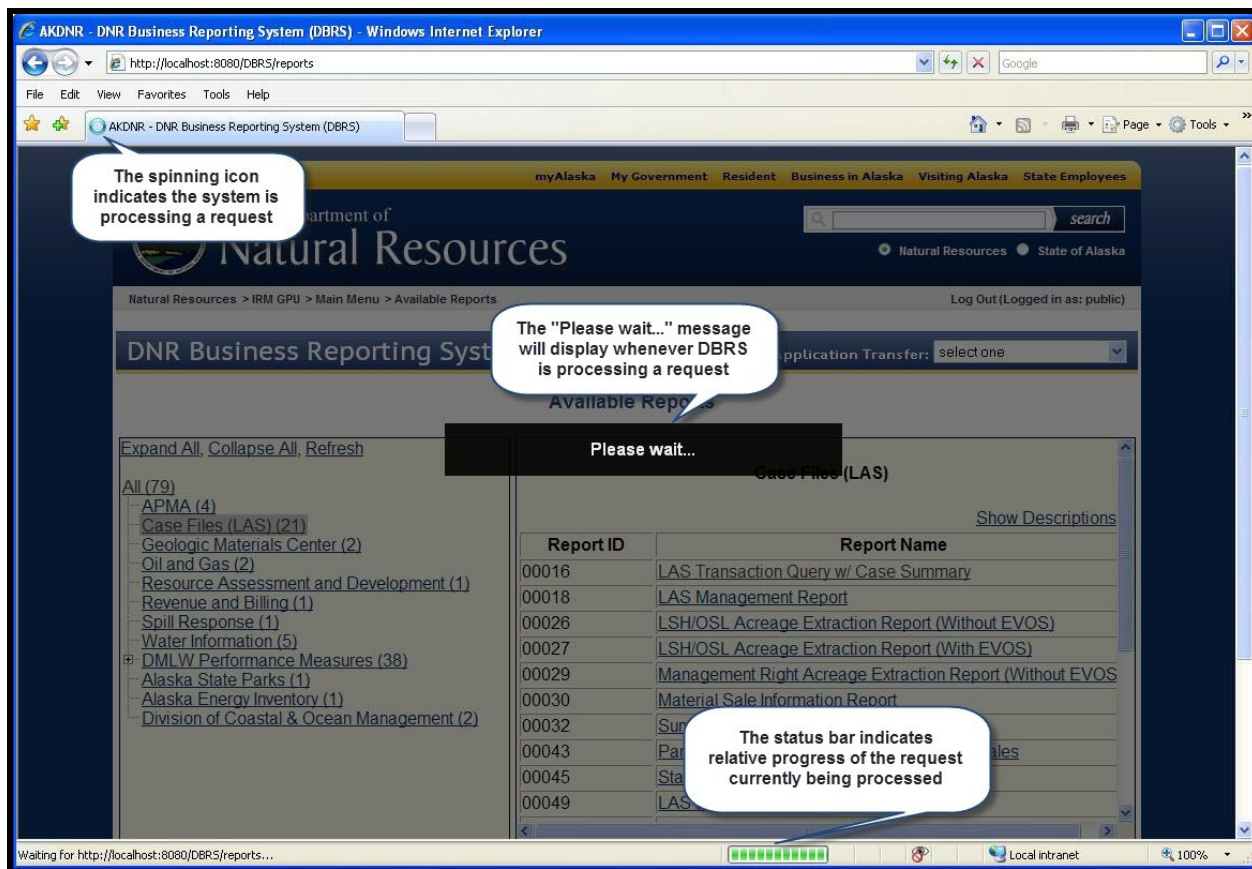 AKDNR - DNR Business Reporting System (DBRS) - Windows Internet Explorer
http://localhost:8080/DBRS/reports
Google
File Edit View Favorites Tools Help
AKDNR - DNR Business Reporting System (DBRS)
Page Tools
The spinning icon
indicates the system is
processing a request
myAlaska My Government Resident Business in Alaska Visiting Alaska State Employees
search
Natural Resources
Natural Resources State of Alaska
Natural Resources > IRM GPU > Main Menu > Available Reports
Log Out (Logged in as: public)
The "Please wait..." message
will display whenever DBRS
is processing a request
DNR Business Reporting Syst
pplication Transfer: select one
Available Reports
Please wait...
Expand All, Collapse All, Refresh
All (79)
APMA (4)
Case Files (LAS) (21)
Geologic Materials Center (2)
Oil and Gas (2)
Resource Assessment and Development (1)
Revenue and Billing (1)
Spill Response (1)
Water Information (5)
DMLW Performance Measures (38)
Alaska State Parks (1)
Alaska Energy Inventory (1)
Division of Coastal & Ocean Management (2)
Case Files (LAS)
Show Descriptions
Report ID Report Name
00016 LAS Transaction Query w/ Case Summary
00018 LAS Management Report
00026 LSH/OSL Acreage Extraction Report (Without EVOS)
00027 LSH/OSL Acreage Extraction Report (With EVOS)
00029 Management Right Acreage Extraction Report (Without EVOS
00030 Material Sale Information Report
00032
00043
00045
00049 LAS
The status bar indicates
relative progress of the request
currently being processed
Waiting for http://localhost:8080/DBRS/reports...
Local intranet
100%